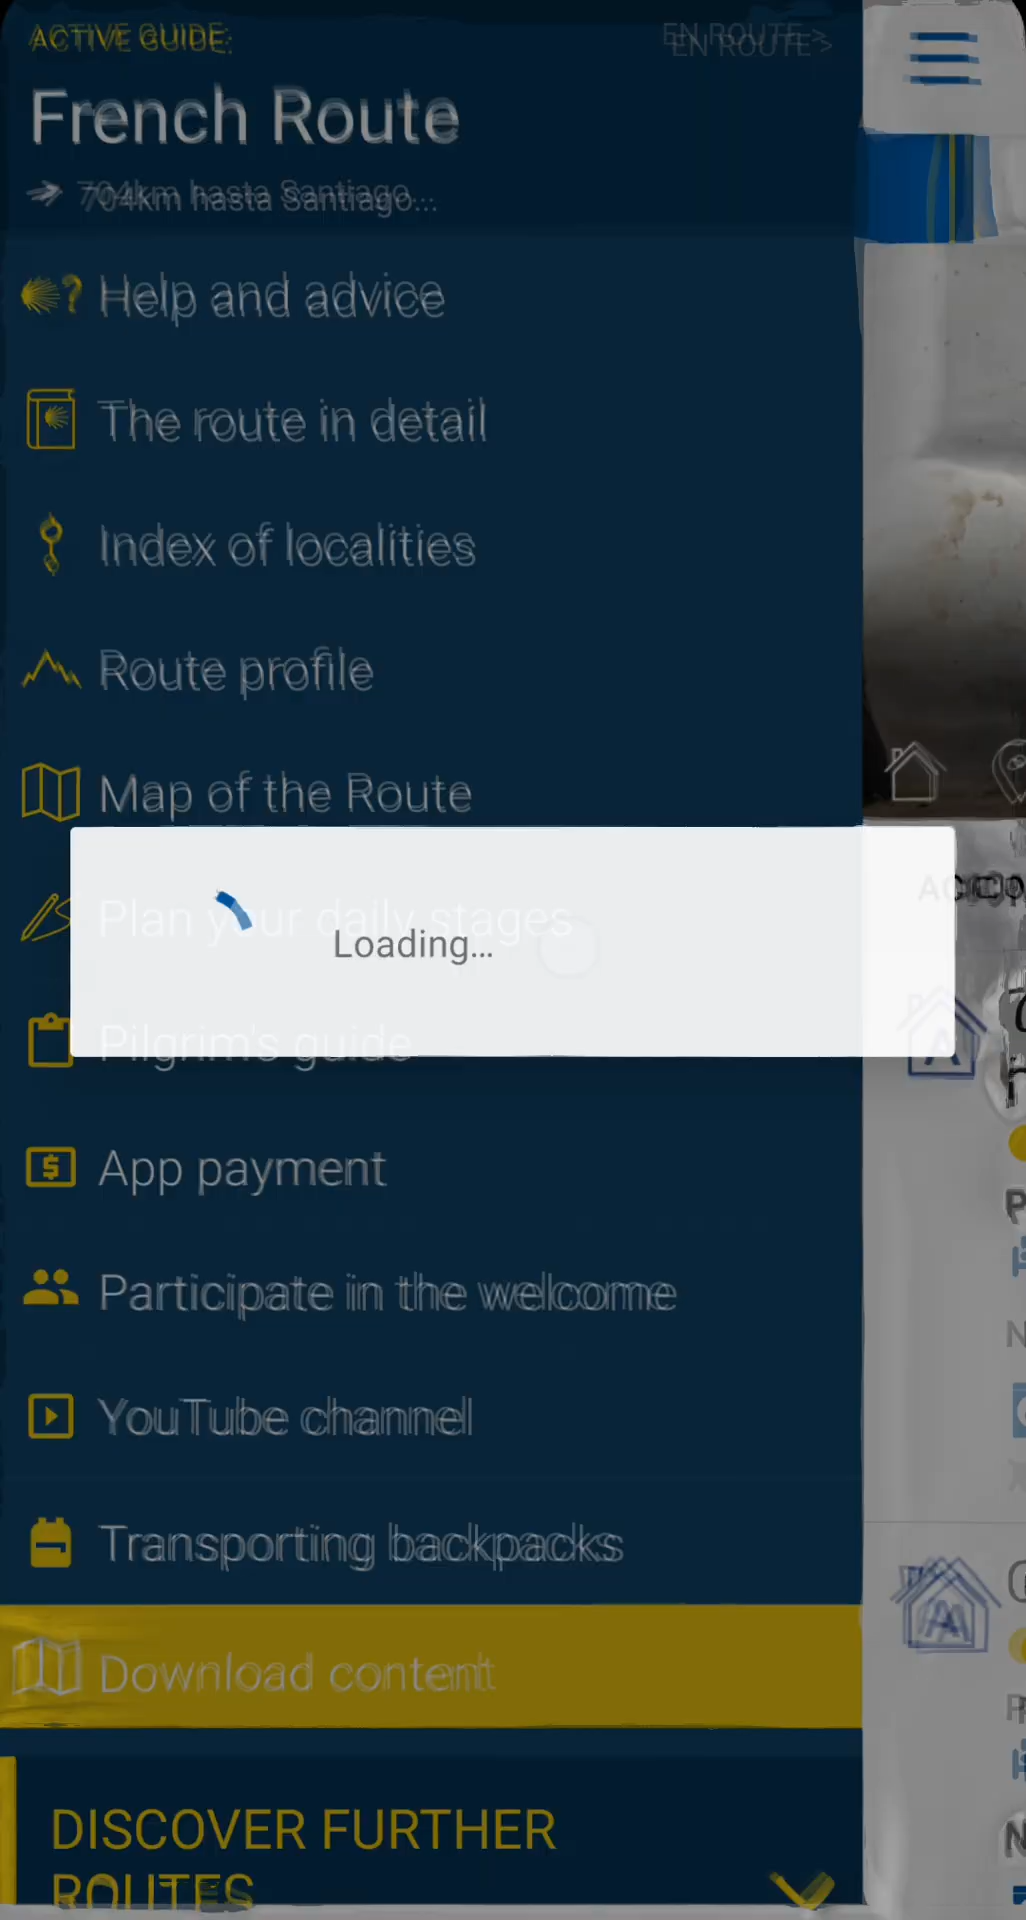 ACTIVE GUIDE:
EN ROUTE >
French Route
704km hasta Santiago...
Help and advice
The route in detail
Index of localities
Route profile
Map of the Route
Plan your daily stages
Loading...
Pilgrim's guide
App payment
Participate in the welcome
YouTube channel
Transporting backpacks
Download content
DISCOVER FURTHER
ROUTES